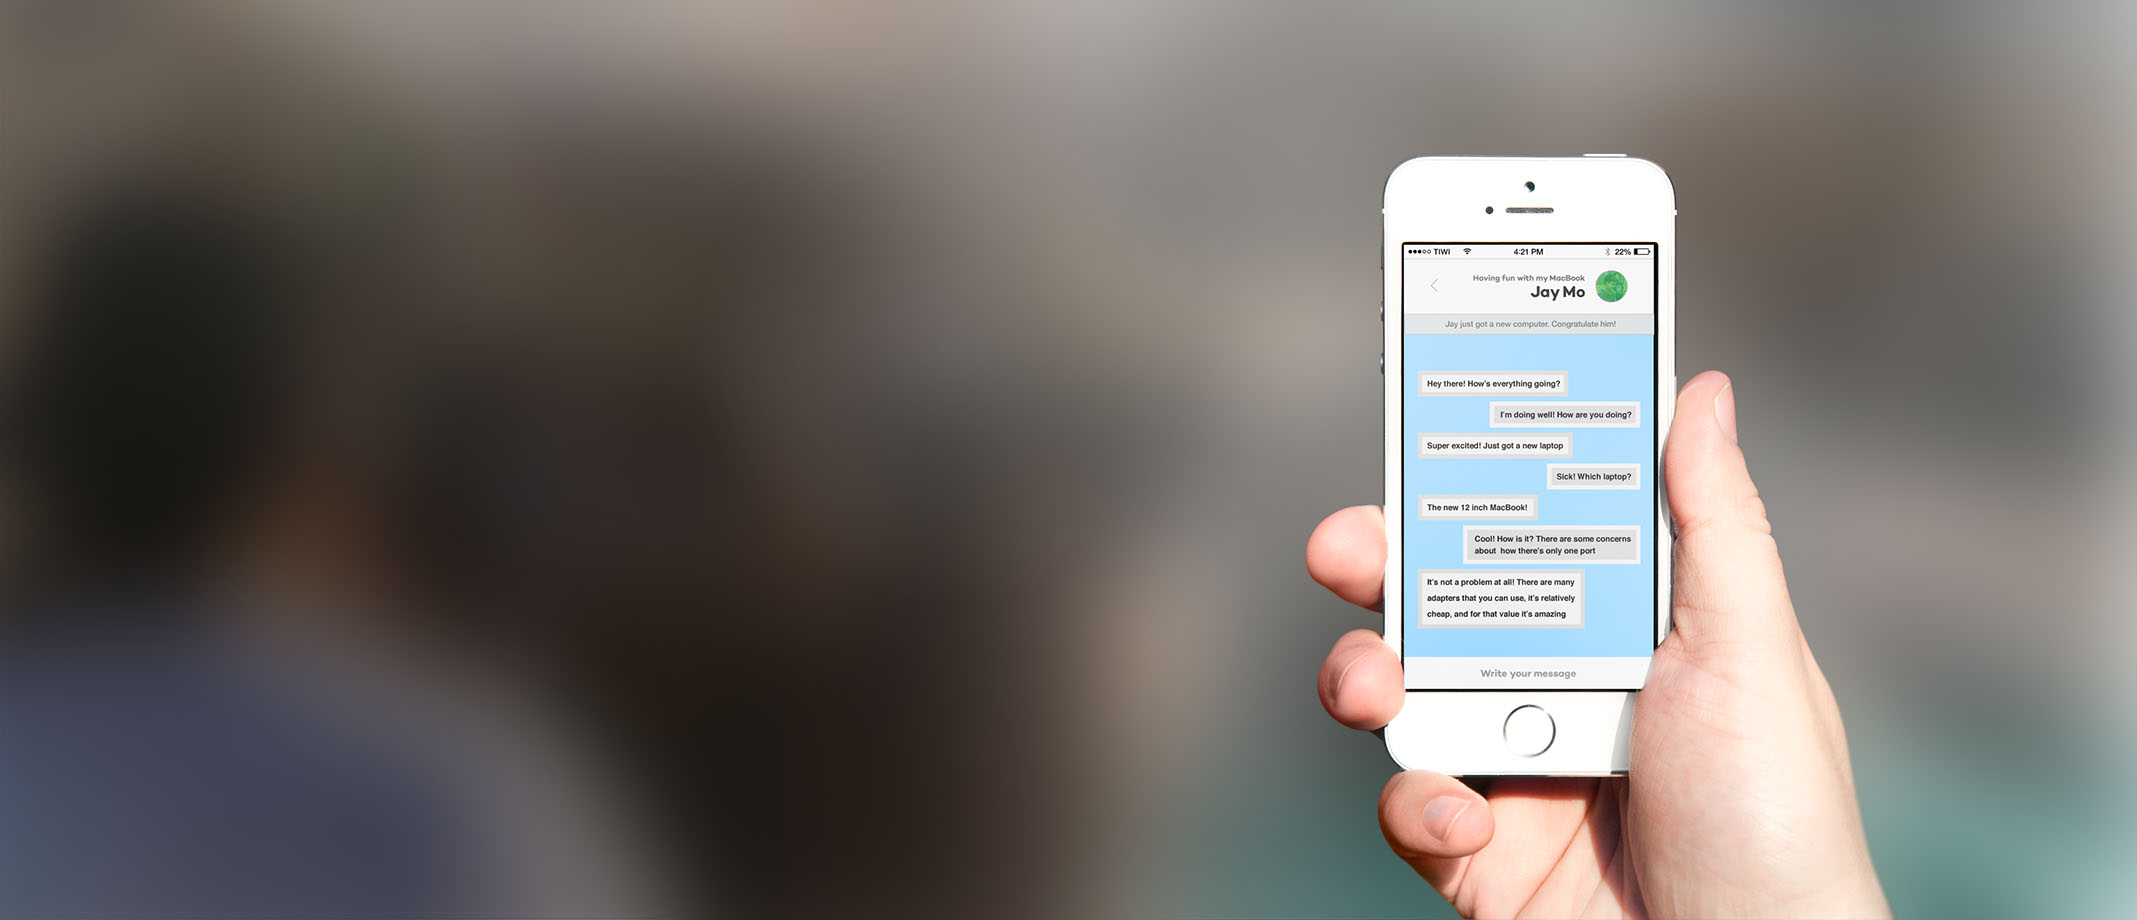 TIWI 4:21 PM 22%
Having fun with my MacBook
Jay Mo
Jay just got a new computer. Congratulate him!
Hey there! How's everything going?
I'm doing well! How are you doing?
Super excited! Just got a new laptop
Sick! Which laptop?
The new 12 inch MacBook!
Cool! How is it? There are some concerns
about how there's only one port
It's not a problem at all! There are many
adapters that you can use, it's relatively
cheap, and for that value it's amazing
Write your message